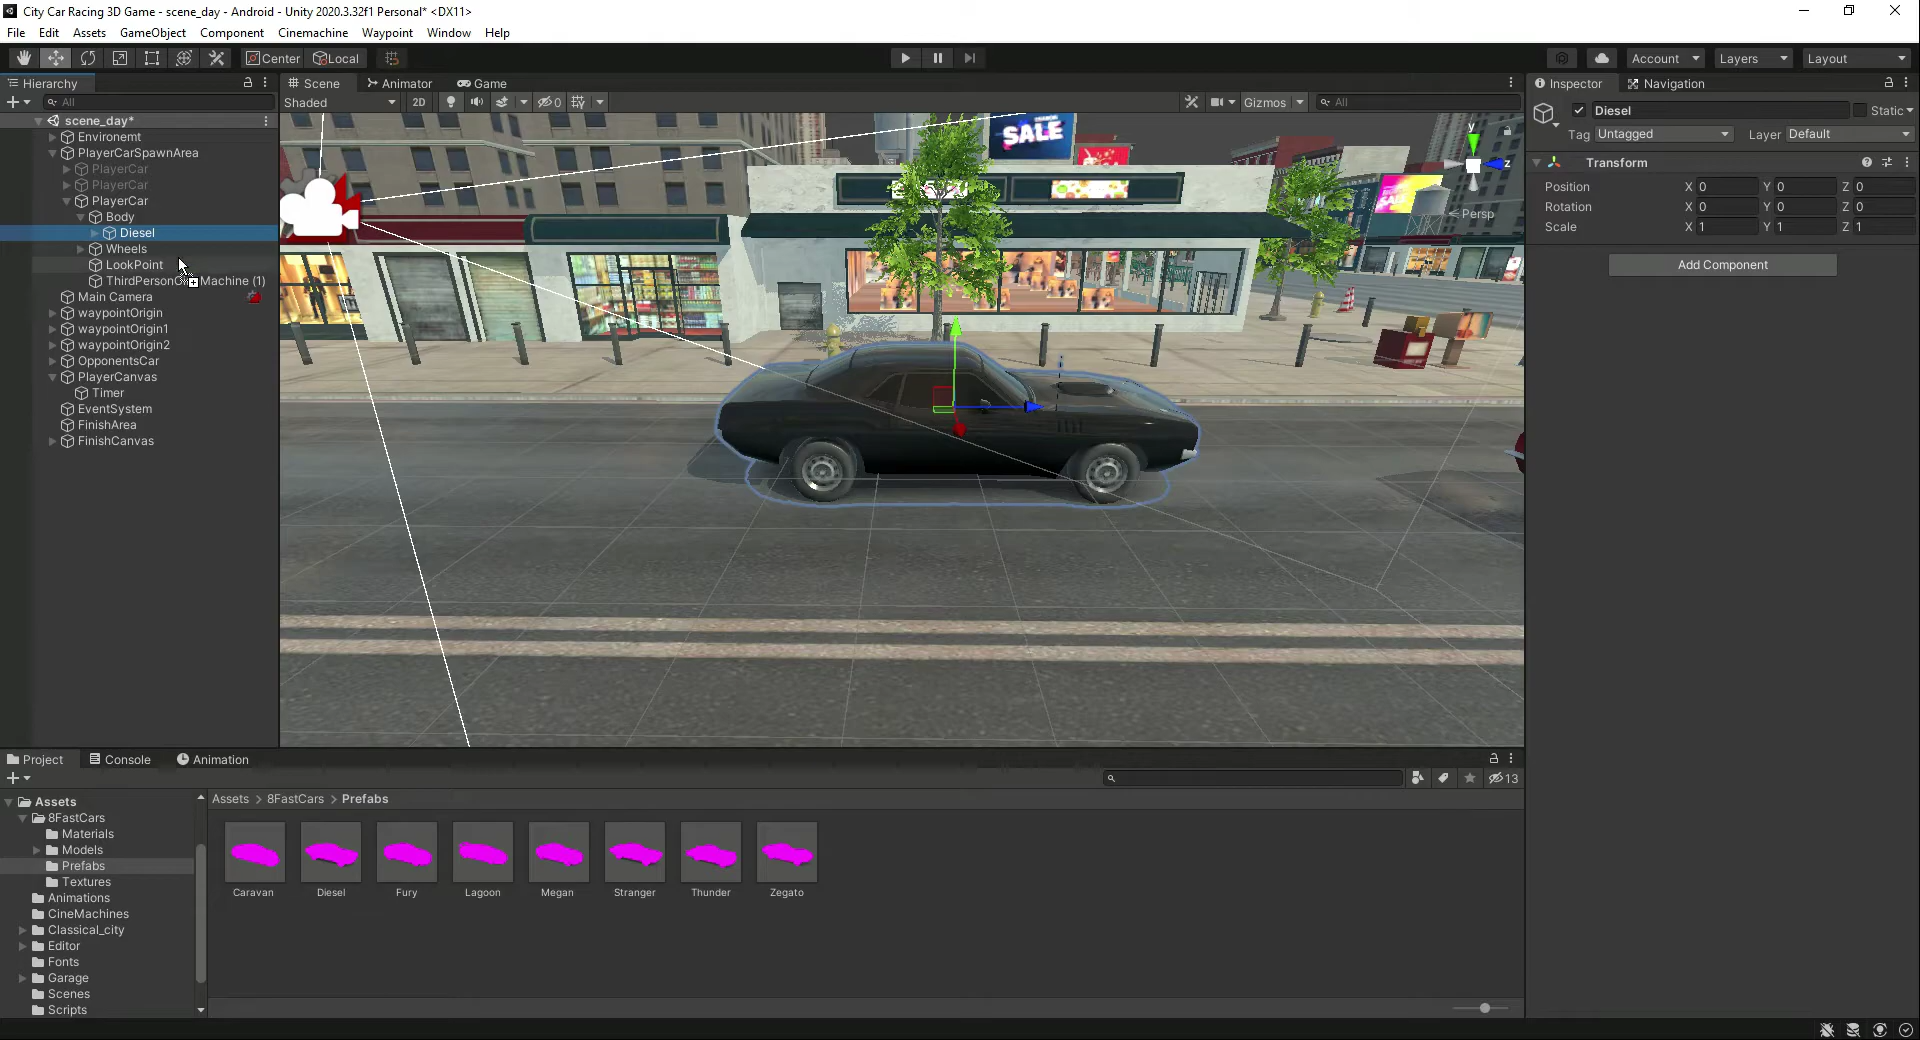 City Car Racing 3D Game - scene_day - Android - Unity 2020.3.32f1 Personal* <DX11>
File Edit Assets GameObject Component Cinemachine Waypoint Window Help
Center Local Account Layers Layout
Hierarchy
All
scene_day*
Environemt
PlayerCarSpawnArea
PlayerCar
PlayerCar
PlayerCar
Body
Diesel
Wheels
LookPoint
ThirdPersonC Machine (1)
Main Camera
waypointOrigin
waypointOrigin1
waypointOrigin2
OpponentsCar
PlayerCanvas
Timer
EventSystem
FinishArea
FinishCanvas
Scene Animator Game
Shaded 2D 0 Gizmos All
SALE
y
z
Persp
Inspector Navigation
Diesel Static
Tag Untagged Layer Default
Transform
Position X 0 Y 0 Z 0
Rotation X 0 Y 0 Z 0
Scale X 1 Y 1 Z 1
Add Component
Project Console Animation
13
Assets
8FastCars
Materials
Models
Prefabs
Textures
Animations
CineMachines
Classical_city
Editor
Fonts
Garage
Scenes
Scripts
Assets > 8FastCars > Prefabs
Caravan Diesel Fury Lagoon Megan Stranger Thunder Zegato